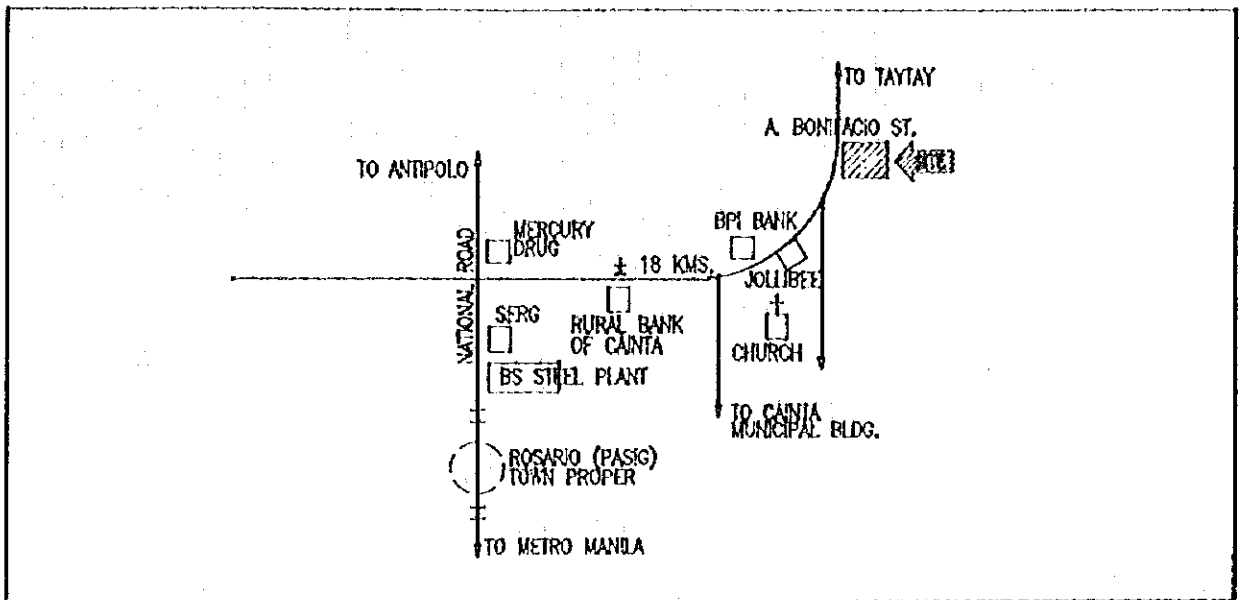 TO TAYTAY
A. BONIFACIO ST.
SITE
TO ANTIPOLO
NATIONAL ROAD
MERCURY
DRUG
BPI BANK
± 18 KMS.
JOLLIBEE
SERG
RURAL BANK
OF CAINTA
CHURCH
BS STEEL PLANT
TO CAINTA
MUNICIPAL BLDG.
ROSARIO (PASIG)
TOWN PROPER
TO METRO MANILA